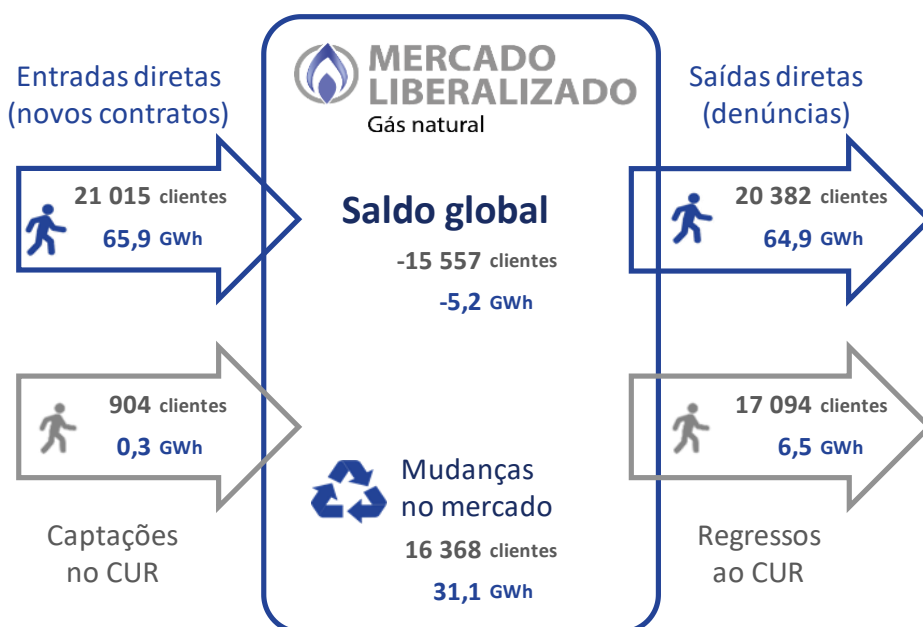 MERCADO
LIBERALIZADO
Gás natural
Entradas diretas
(novos contratos)
21 015 clientes
65,9 GWh
Saldo global
-15 557 clientes
-5,2 GWh
Saídas diretas
(denúncias)
20 382 clientes
64,9 GWh
904 clientes
0,3 GWh
Captações
no CUR
Mudanças
no mercado
16 368 clientes
31,1 GWh
17 094 clientes
6,5 GWh
Regressos
ao CUR